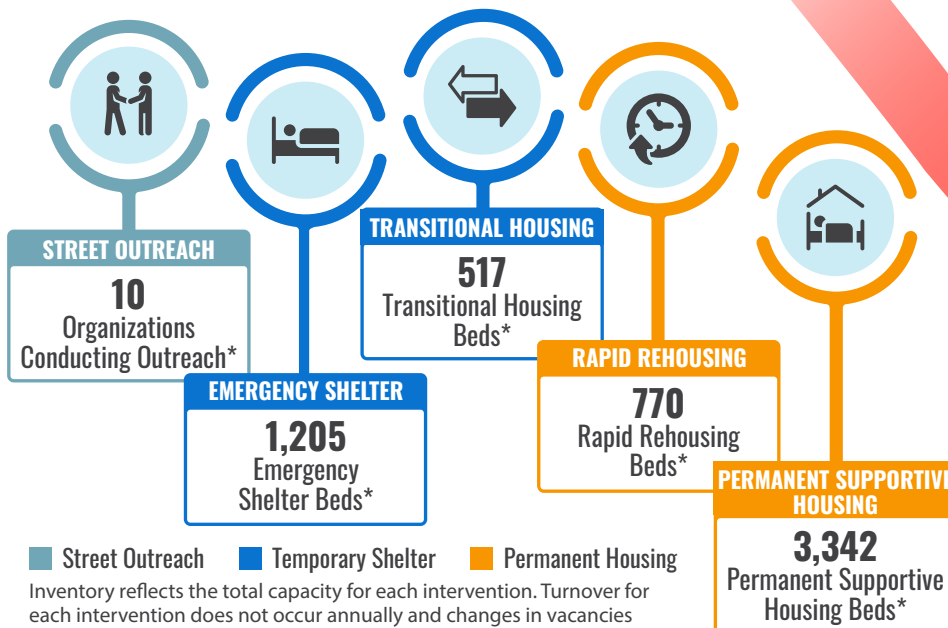 STREET OUTREACH
10
Organizations
Conducting Outreach*
EMERGENCY SHELTER
1,205
Emergency
Shelter Beds*
TRANSITIONAL HOUSING
517
Transitional Housing
Beds*
RAPID REHOUSING
770
Rapid Rehousing
Beds*
PERMANENT SUPPORTIVE
HOUSING
3,342
Permanent Supportive
Housing Beds*
Street Outreach
Temporary Shelter
Permanent Housing
Inventory reflects the total capacity for each intervention. Turnover for
each intervention does not occur annually and changes in vacancies